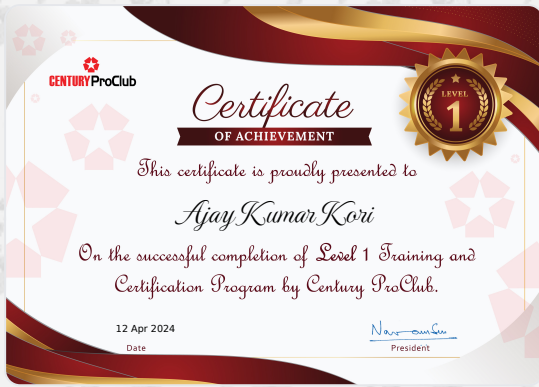 CENTURY ProClub
Certificate
OF ACHIEVEMENT
LEVEL
1
This certificate is proudly presented to
Ajay Kumar Kori
On the successful completion of Level 1 Training and
Certification Program by Century ProClub.
12 Apr 2024
Date
President